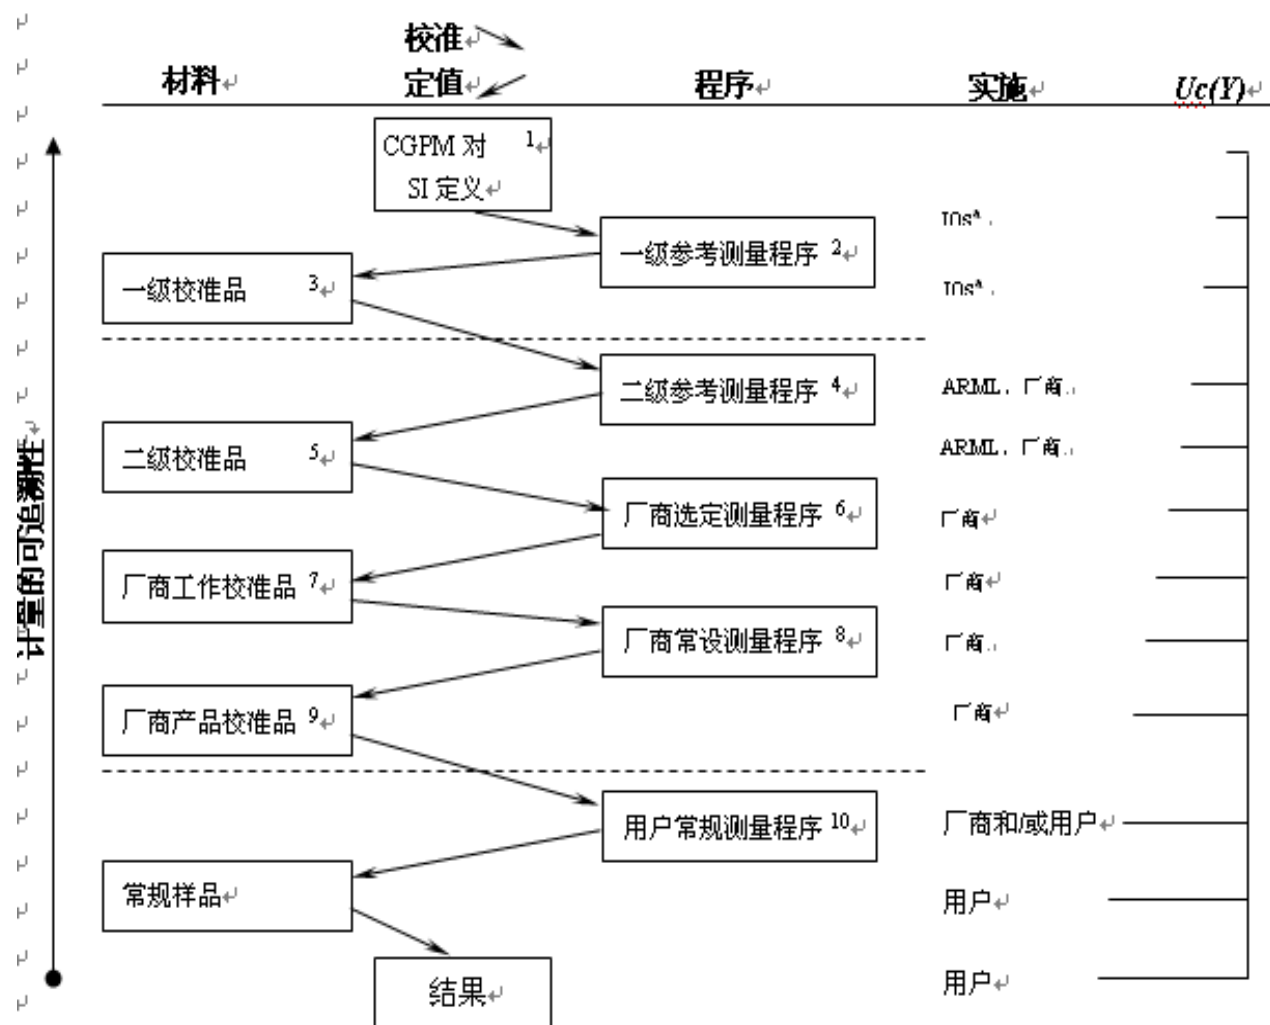 校准
定值
材料
程序
实施
Uc(Y)
CGPM 对 1
SI 定义
一级参考测量程序 2
IOsa
一级校准品 3
IOsa
二级参考测量程序 4
ARML，厂商
二级校准品 5
ARML，厂商
厂商选定测量程序 6
厂商
厂商工作校准品 7
厂商
厂商常设测量程序 8
厂商
厂商产品校准品 9
厂商
用户常规测量程序 10
厂商和/或用户
常规样品
用户
结果
用户
计量的可追溯性